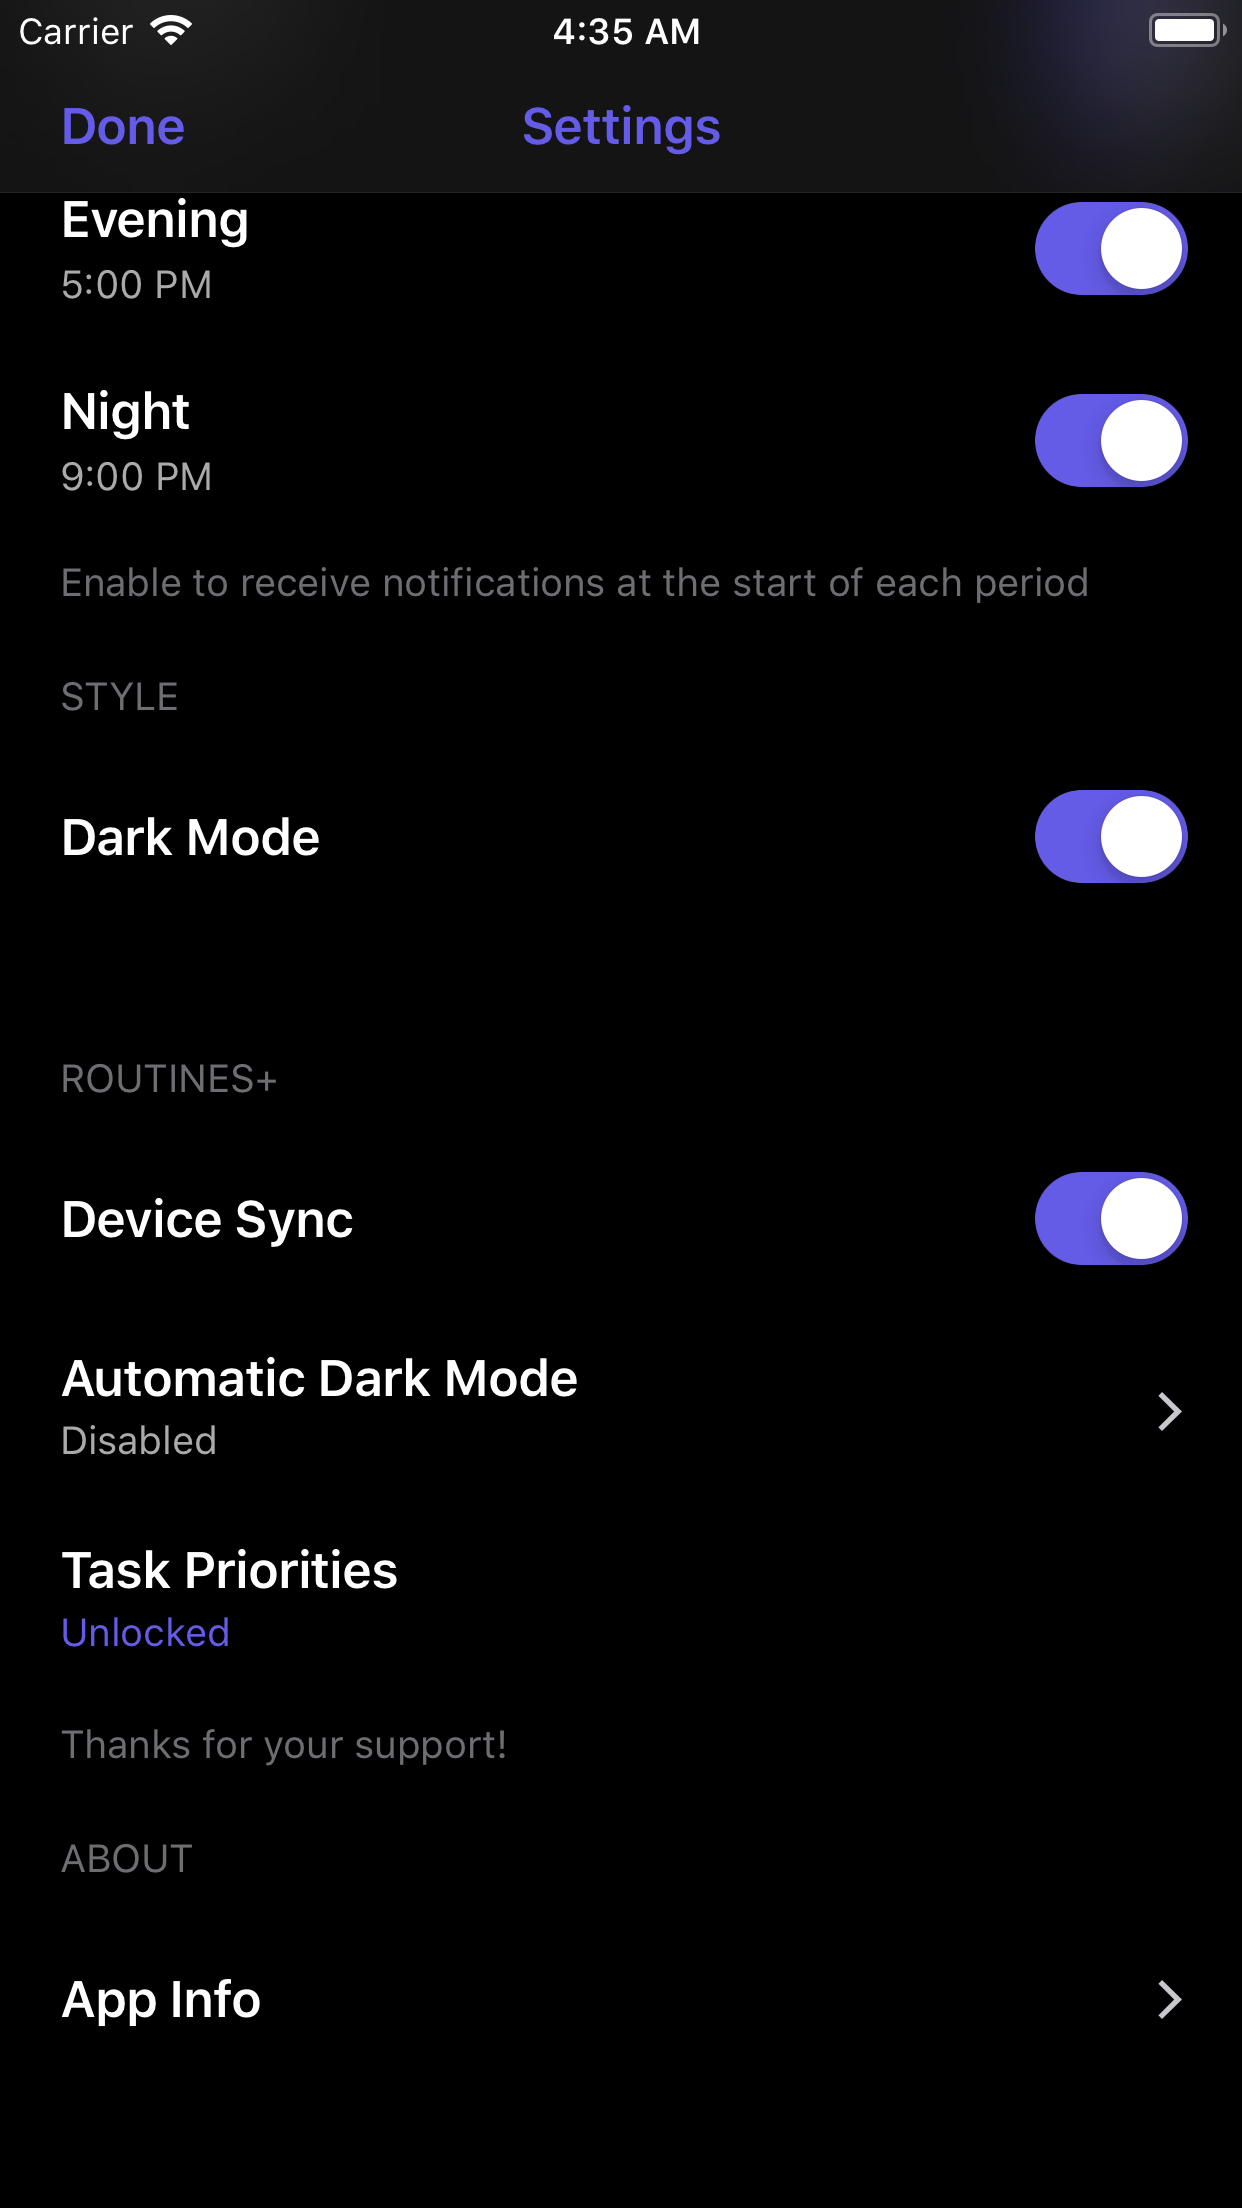 Carrier 4:35 AM
Done Settings
Evening
5:00 PM
Night
9:00 PM
Enable to receive notifications at the start of each period
STYLE
Dark Mode
ROUTINES+
Device Sync
Automatic Dark Mode
Disabled
Task Priorities
Unlocked
Thanks for your support!
ABOUT
App Info